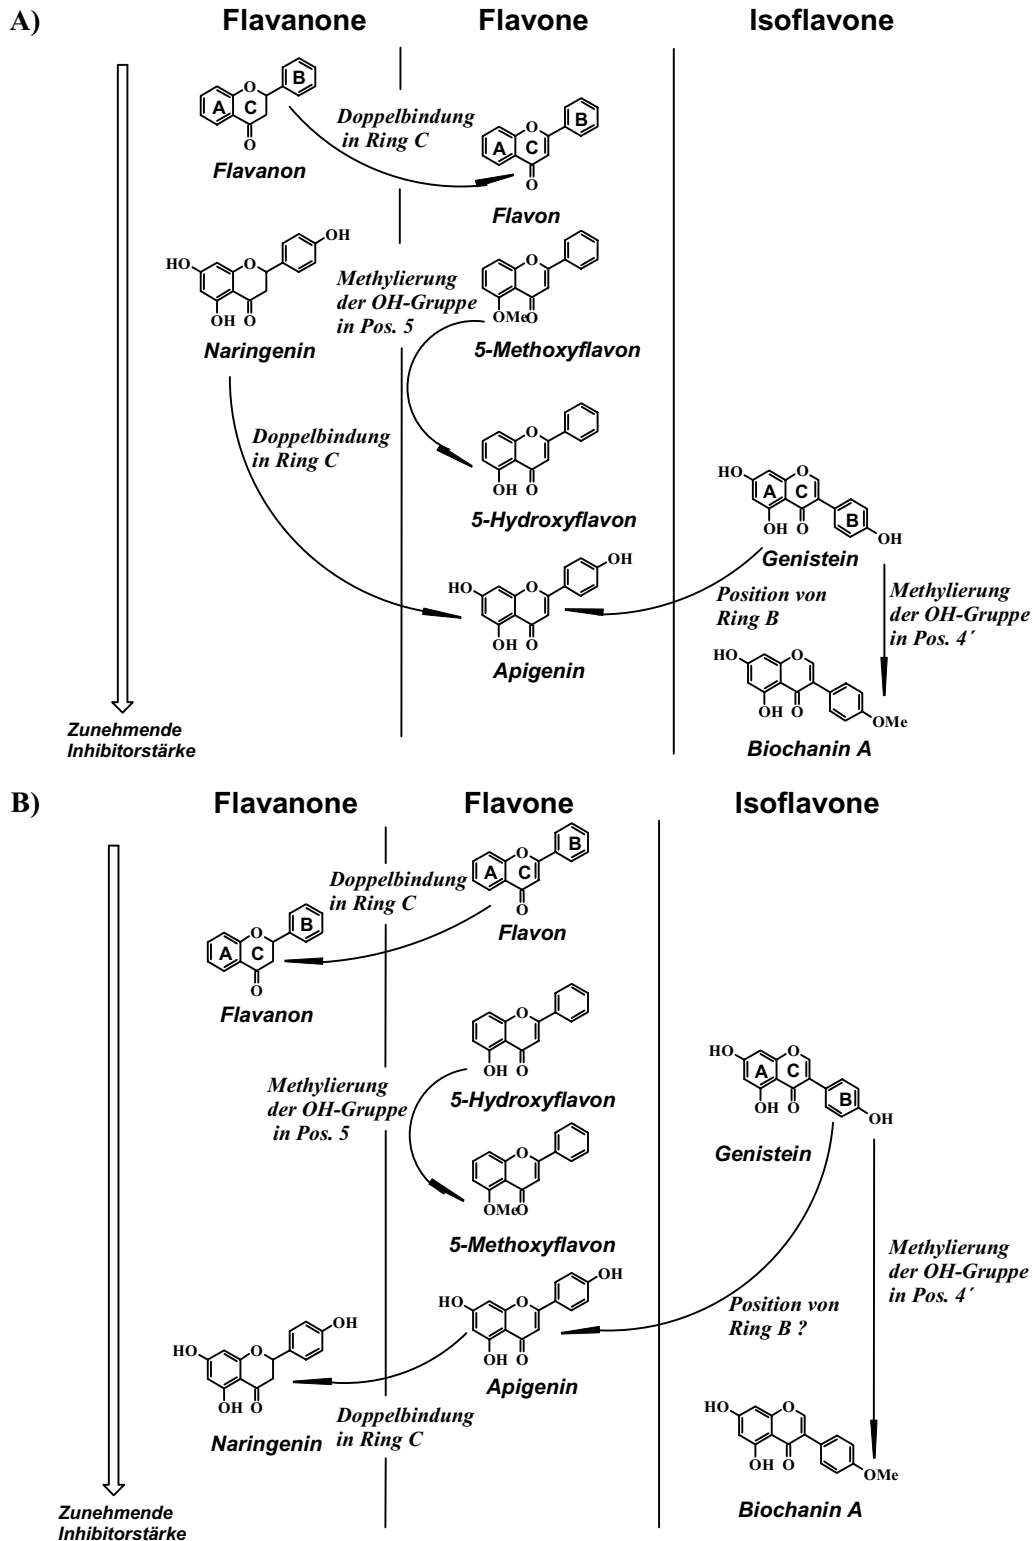 A)
Flavanone
Flavone
Isoflavone
O
B
A
C
O
Flavanon
Doppelbindung
in Ring C
O
B
A
C
O
Flavon
OH
HO
O
OH
O
Naringenin
Methylierung
der OH-Gruppe
in Pos. 5
O
OMe
O
5-Methoxyflavon
Doppelbindung
in Ring C
O
OH
O
5-Hydroxyflavon
HO
O
A
C
B
OH
O
OH
Genistein
OH
HO
O
OH
O
Apigenin
Position von
Ring B
Methylierung
der OH-Gruppe
in Pos. 4´
HO
O
OH
O
OMe
Biochanin A
Zunehmende
Inhibitorstärke
B)
Flavanone
Flavone
Isoflavone
O
B
A
C
O
Flavon
Doppelbindung
in Ring C
O
B
A
C
O
Flavanon
O
OH
O
5-Hydroxyflavon
Methylierung
der OH-Gruppe
in Pos. 5
O
OMe
O
5-Methoxyflavon
HO
O
A
C
B
OH
O
OH
Genistein
Methylierung
der OH-Gruppe
in Pos. 4´
Position von
Ring B ?
OH
HO
O
OH
O
Apigenin
OH
HO
O
OH
O
Naringenin
Doppelbindung
in Ring C
HO
O
OH
O
OMe
Biochanin A
Zunehmende
Inhibitorstärke